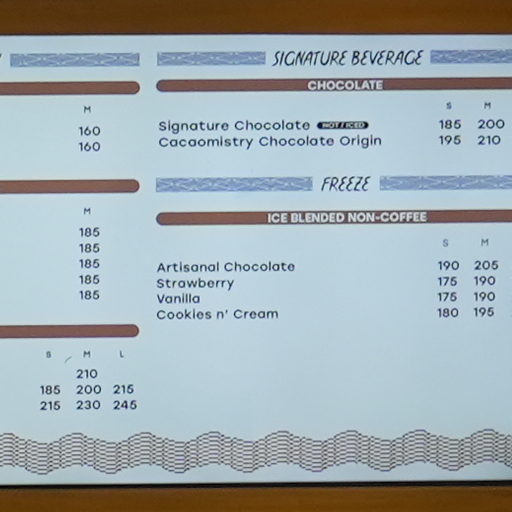 M
160
160
M
185
185
185
185
185
S M L
210
185 200 215
215 230 245
SIGNATURE BEVERAGE
CHOCOLATE
S M
Signature Chocolate HOT / ICED 185 200
Cacaomistry Chocolate Origin 195 210
FREEZE
ICE BLENDED NON-COFFEE
S M
Artisanal Chocolate 190 205
Strawberry 175 190
Vanilla 175 190
Cookies n' Cream 180 195